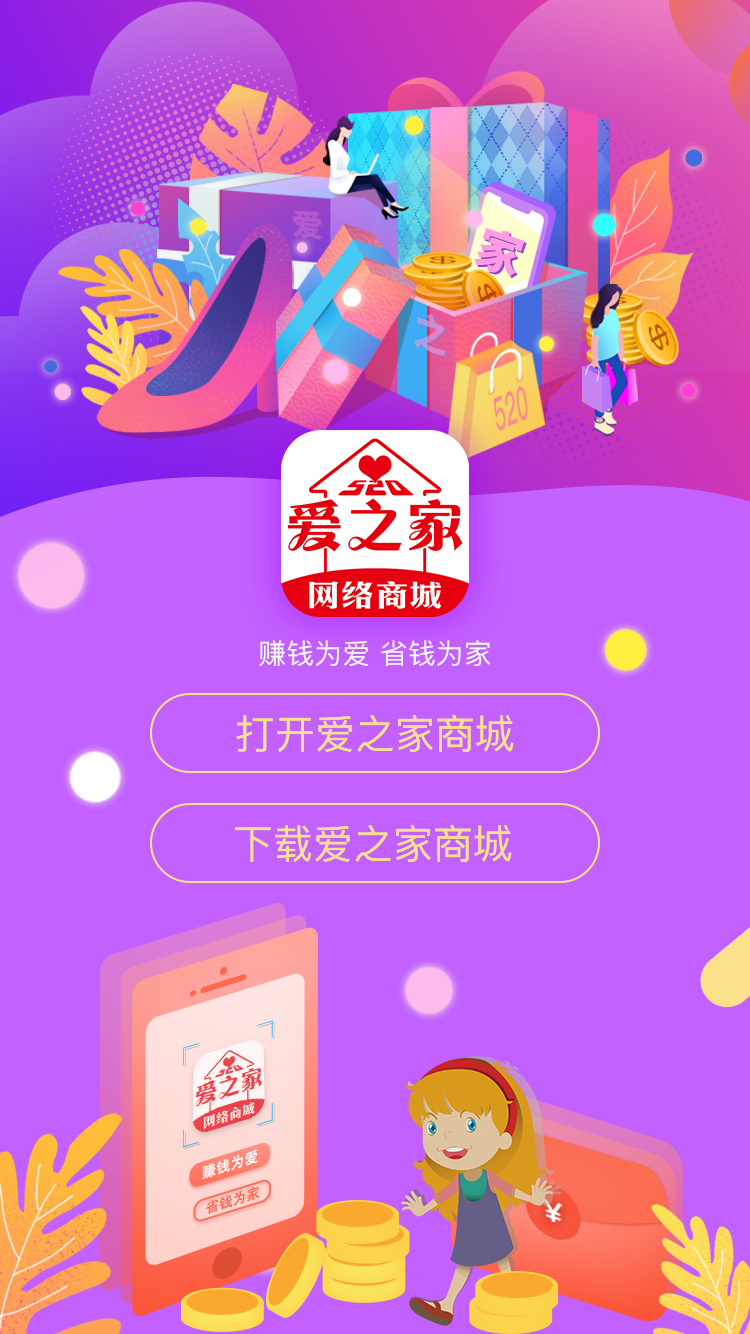 爱
家
之
520
520
爱之家
网络商城
赚钱为爱 省钱为家
打开爱之家商城
下载爱之家商城
520
爱之家
网络商城
赚钱为爱
省钱为家
¥